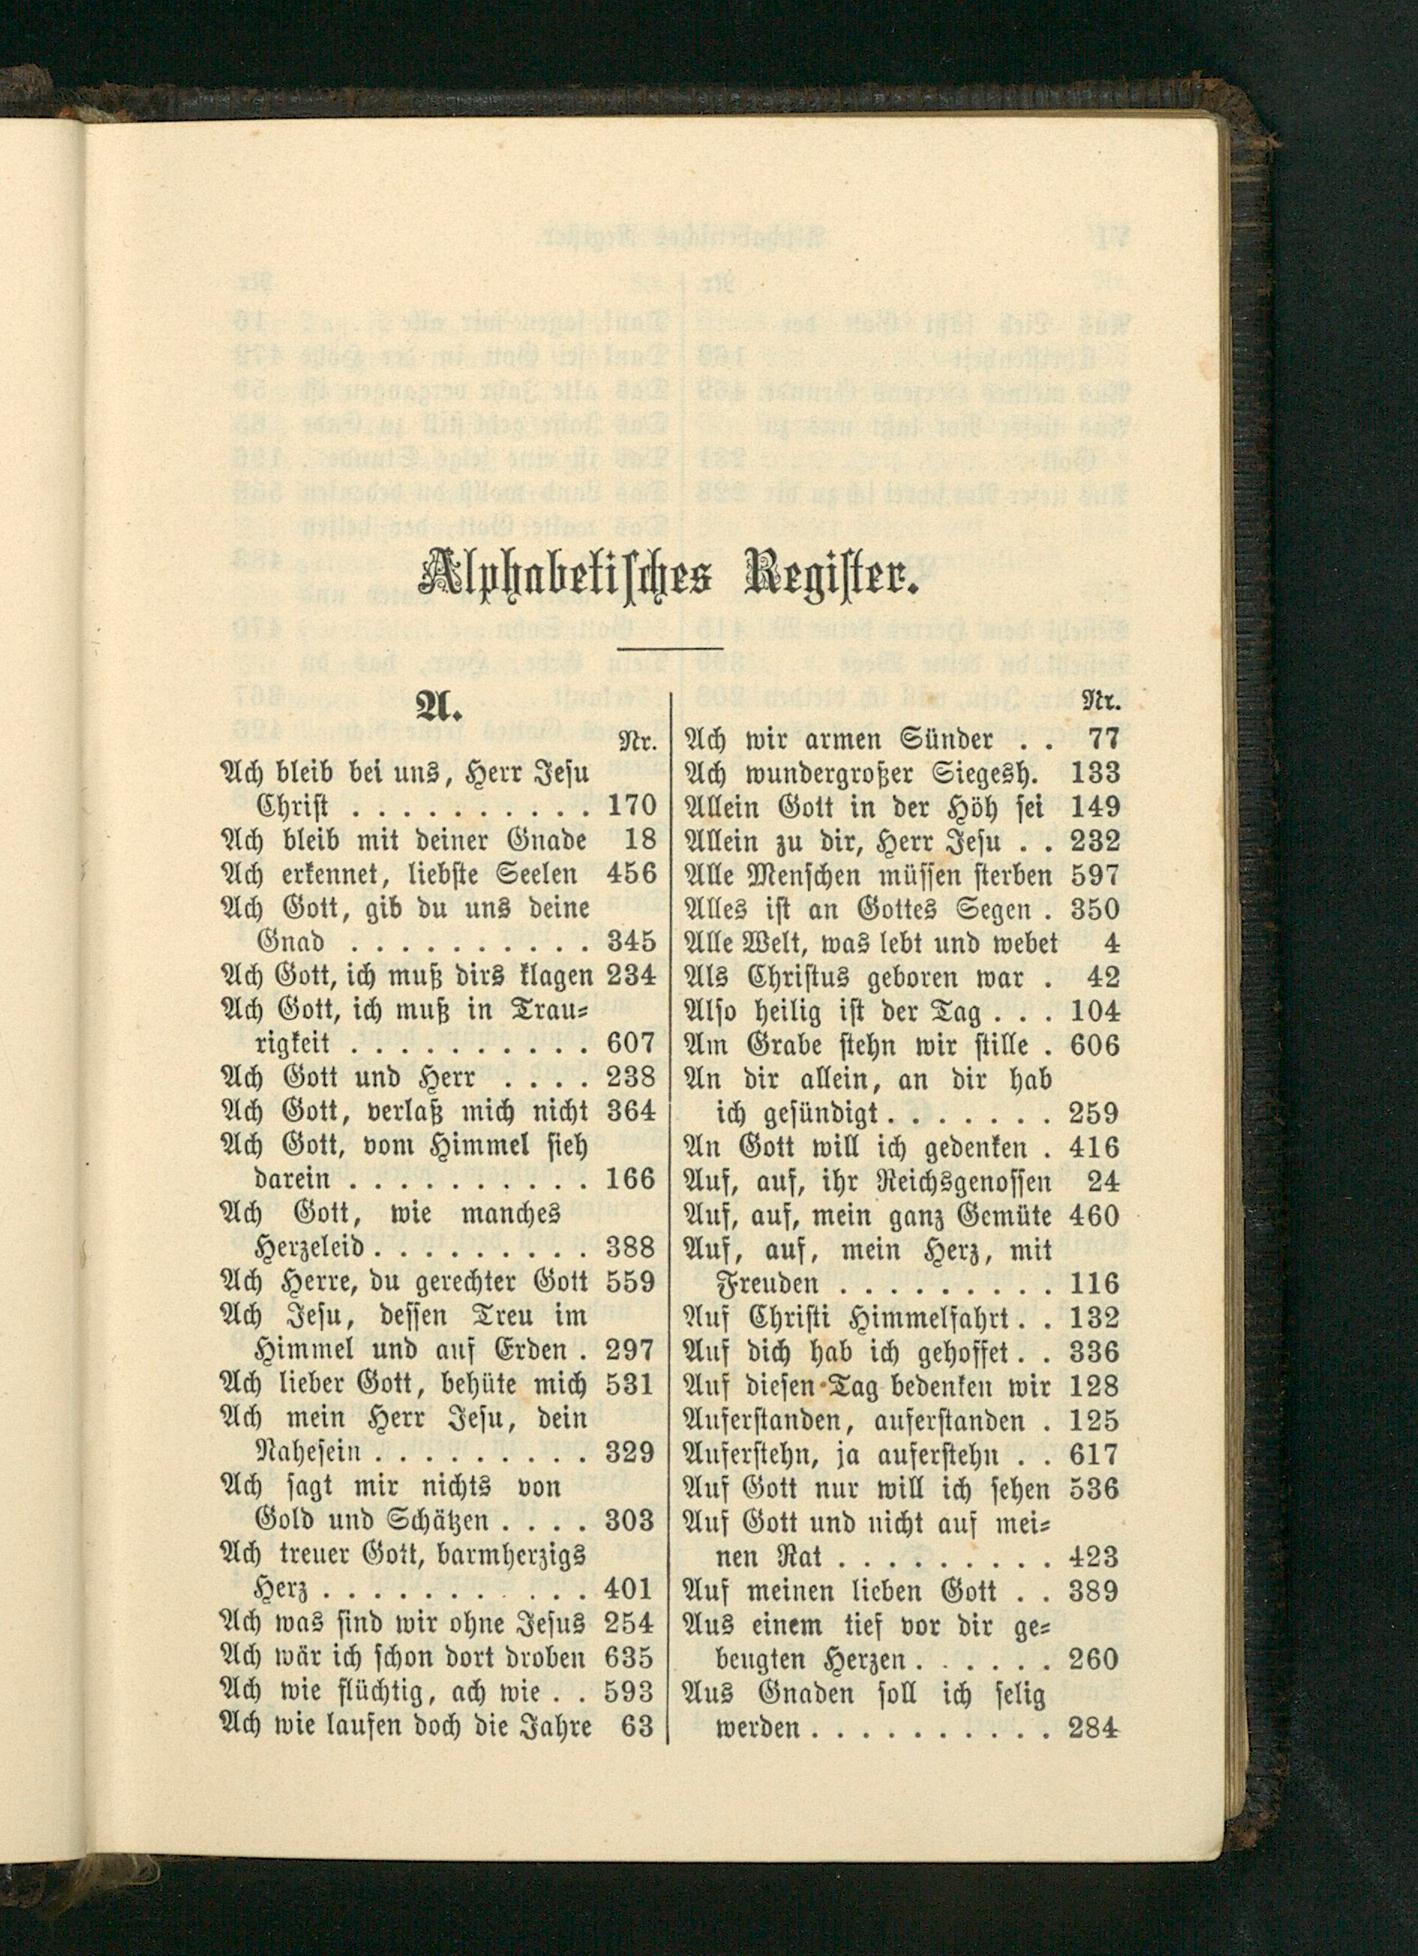 Alphabetisches Register.
A.
Nr.
Ach bleib bei uns, Herr Jesu
Christ . . . . . . . . . . 170
Ach bleib mit deiner Gnade 18
Ach erkennet, liebste Seelen 456
Ach Gott, gib du uns deine
Gnad . . . . . . . . . . 345
Ach Gott, ich muß dirs klagen 234
Ach Gott, ich muß in Trau⸗
rigkeit . . . . . . . . . . 607
Ach Gott und Herr . . . . 238
Ach Gott, verlaß mich nicht 364
Ach Gott, vom Himmel sieh
darein . . . . . . . . . . 166
Ach Gott, wie manches
Herzeleid . . . . . . . . . 388
Ach Herre, du gerechter Gott 559
Ach Jesu, dessen Treu im
Himmel und auf Erden . 297
Ach lieber Gott, behüte mich 531
Ach mein Herr Jesu, dein
Nahesein . . . . . . . . . 329
Ach sagt mir nichts von
Gold und Schätzen . . . . 303
Ach treuer Gott, barmherzigs
Herz . . . . . . . . . . . 401
Ach was sind wir ohne Jesus 254
Ach wär ich schon dort droben 635
Ach wie flüchtig, ach wie . . 593
Ach wie laufen doch die Jahre 63
Nr.
Ach wir armen Sünder . . 77
Ach wundergroßer Siegesh. 133
Allein Gott in der Höh sei 149
Allein zu dir, Herr Jesu . . 232
Alle Menschen müssen sterben 597
Alles ist an Gottes Segen . 350
Alle Welt, was lebt und webet 4
Als Christus geboren war . 42
Also heilig ist der Tag . . . 104
Am Grabe stehn wir stille . 606
An dir allein, an dir hab
ich gesündigt . . . . . . . 259
An Gott will ich gedenken . 416
Auf, auf, ihr Reichsgenossen 24
Auf, auf, mein ganz Gemüte 460
Auf, auf, mein Herz, mit
Freuden . . . . . . . . . 116
Auf Christi Himmelfahrt . . 132
Auf dich hab ich gehoffet . . 336
Auf diesen Tag bedenken wir 128
Auferstanden, auferstanden . 125
Auferstehn, ja auferstehn . . 617
Auf Gott nur will ich sehen 536
Auf Gott und nicht auf mei⸗
nen Rat . . . . . . . . . 423
Auf meinen lieben Gott . . 389
Aus einem tief vor dir ge⸗
beugten Herzen . . . . . . 260
Aus Gnaden soll ich selig
werden . . . . . . . . . . 284